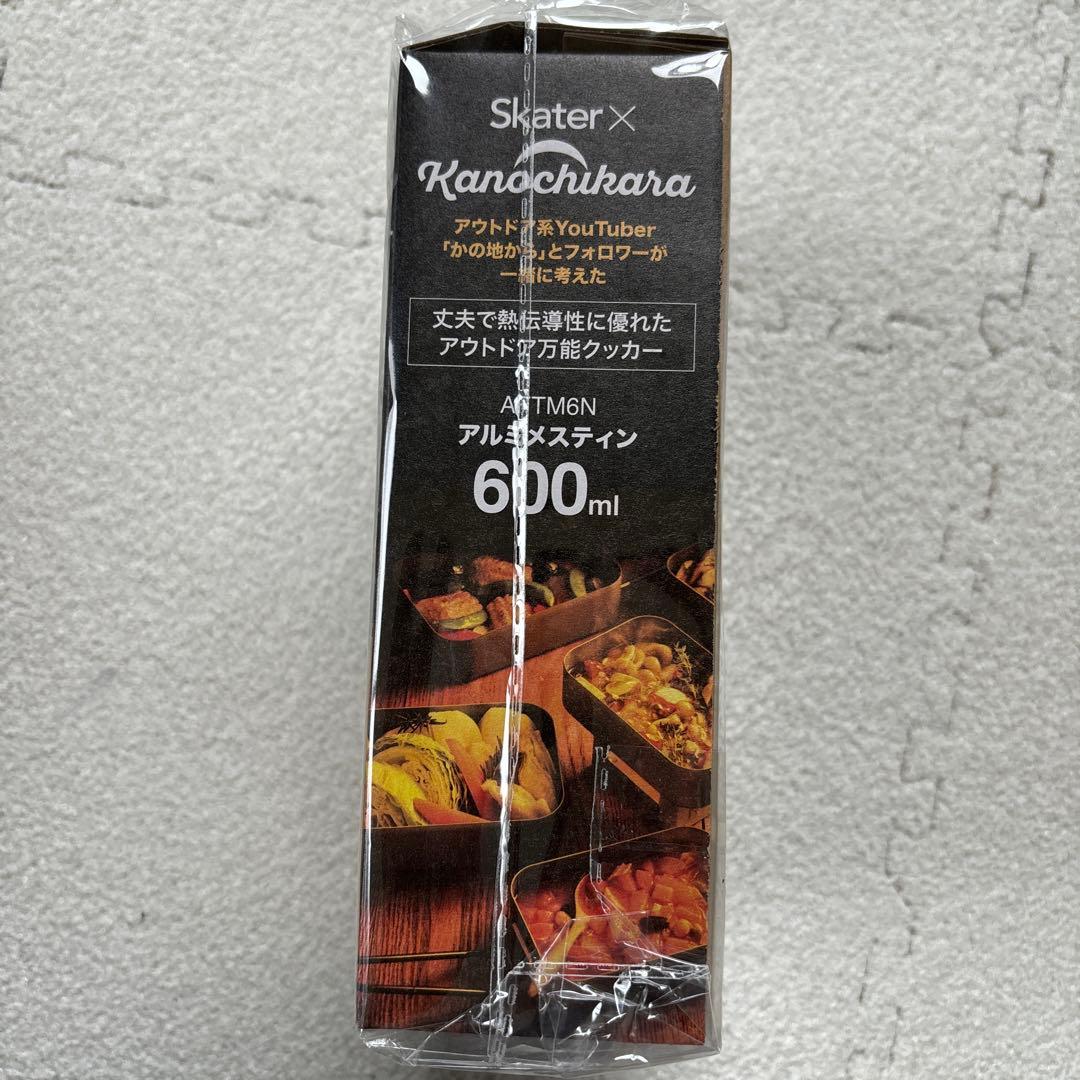 Skater×
Kanochikara
アウトドア系YouTuber
「かの地から」とフォロワーが
一緒に考えた
丈夫で熱伝導性に優れた
アウトドア万能クッカー
アルミメスティン
600ml